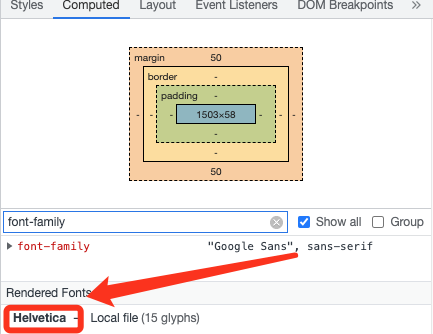 Styles Computed Layout Event Listeners DOM Breakpoints »
margin 50
border -
padding -
- - - 1503×58 - - -
-
-
50
font-family Show all Group
font-family "Google Sans", sans-serif
Rendered Fonts
Helvetica — Local file (15 glyphs)